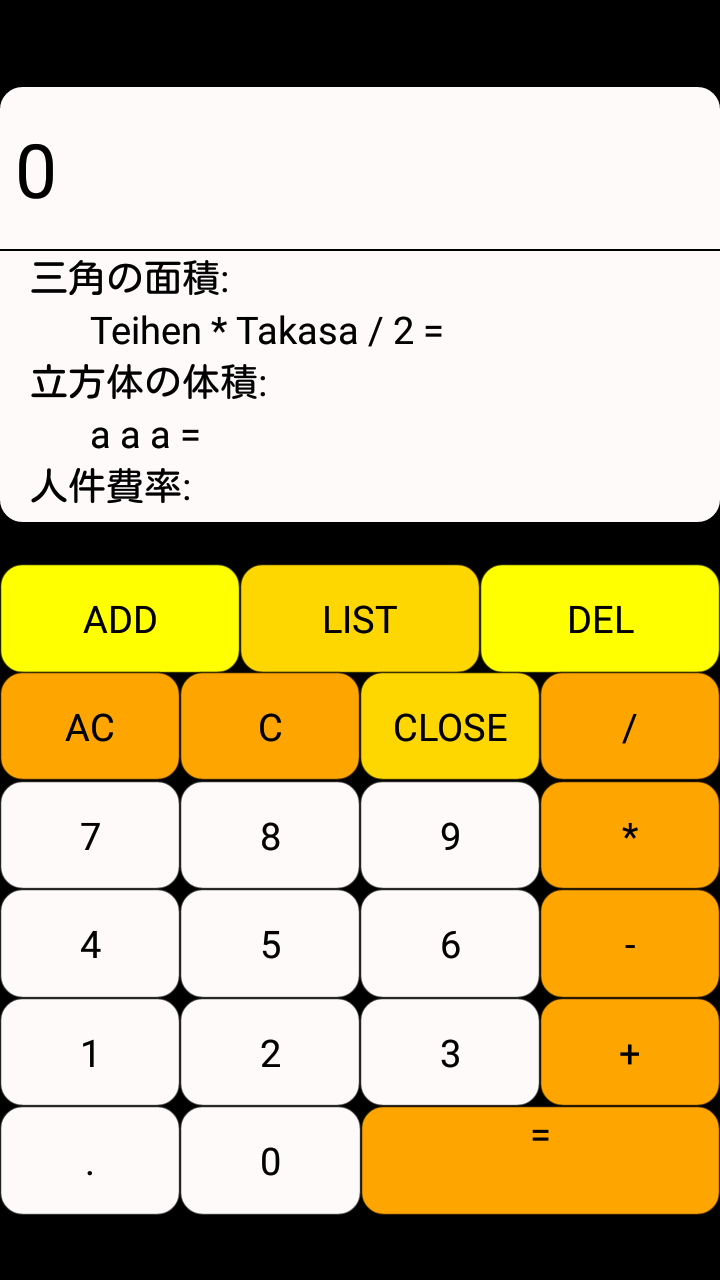 0
三角の面積:
Teihen * Takasa / 2 =
立方体の体積:
a a a =
人件費率:
ADD LIST DEL
AC C CLOSE /
7 8 9 *
4 5 6 -
1 2 3 +
. 0 =